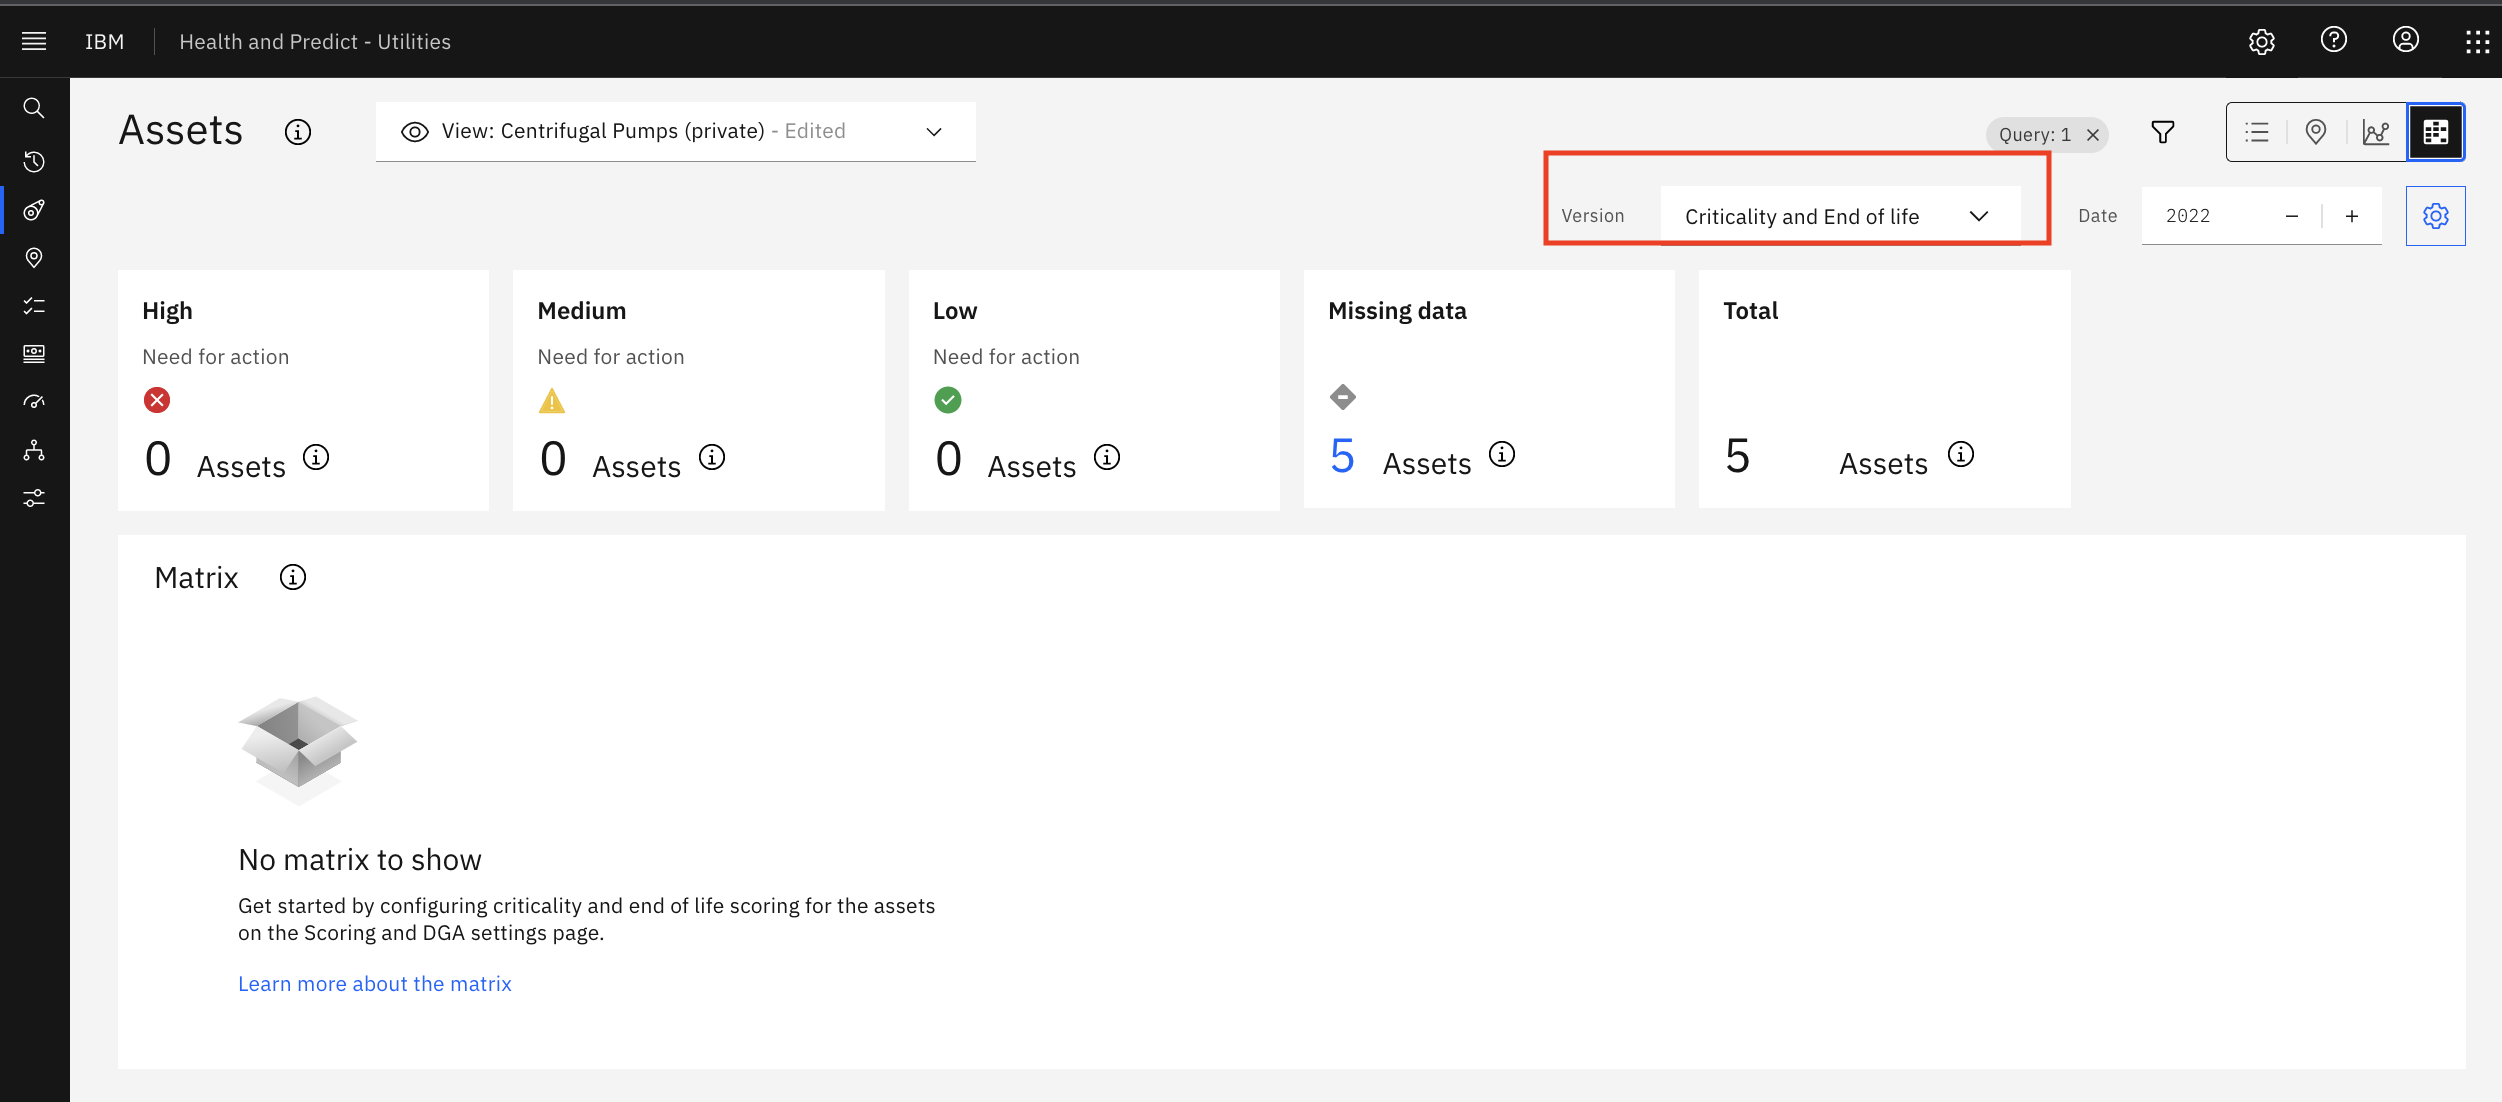 IBM Health and Predict - Utilities
Assets View: Centrifugal Pumps (private) - Edited Query: 1
Version Criticality and End of life Date 2022
High
Need for action
0 Assets
Medium
Need for action
0 Assets
Low
Need for action
0 Assets
Missing data
5 Assets
Total
5 Assets
Matrix
No matrix to show
Get started by configuring criticality and end of life scoring for the assets
on the Scoring and DGA settings page.
Learn more about the matrix